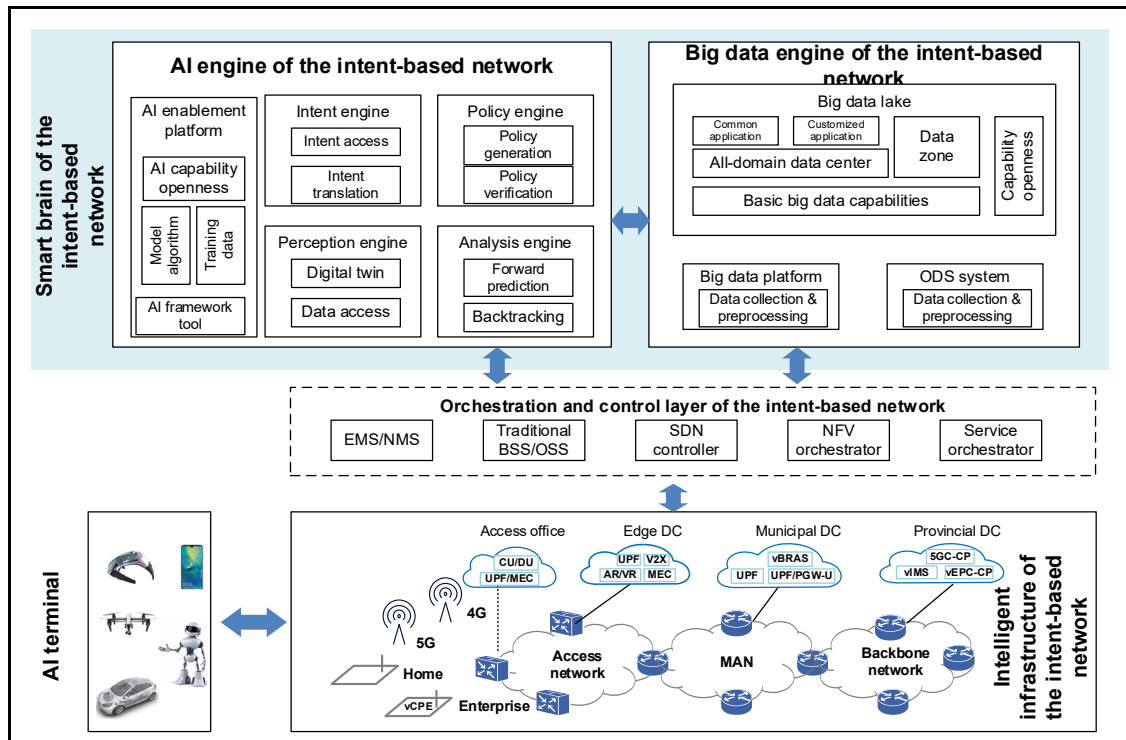 Smart brain of the
intent-based
network
AI engine of the intent-based network
AI enablement
platform
AI capability
openness
Model
algorithm
Training
data
AI framework
tool
Intent engine
Intent access
Intent
translation
Policy engine
Policy
generation
Policy
verification
Perception engine
Digital twin
Data access
Analysis engine
Forward
prediction
Backtracking
Big data engine of the intent-based
network
Big data lake
Common
application
Customized
application
All-domain data center
Data
zone
Basic big data capabilities
Capability
openness
Big data platform
Data collection &
preprocessing
ODS system
Data collection &
preprocessing
Orchestration and control layer of the intent-based network
EMS/NMS
Traditional
BSS/OSS
SDN
controller
NFV
orchestrator
Service
orchestrator
AI terminal
Access office
CU/DU
UPF/MEC
Edge DC
UPF
V2X
AR/VR
MEC
Municipal DC
vBRAS
UPF
UPF/PGW-U
Provincial DC
5GC-CP
vIMS
vEPC-CP
4G
5G
Home
vCPE
Enterprise
Access
network
MAN
Backbone
network
Intelligent
infrastructure of
the intent-based
network